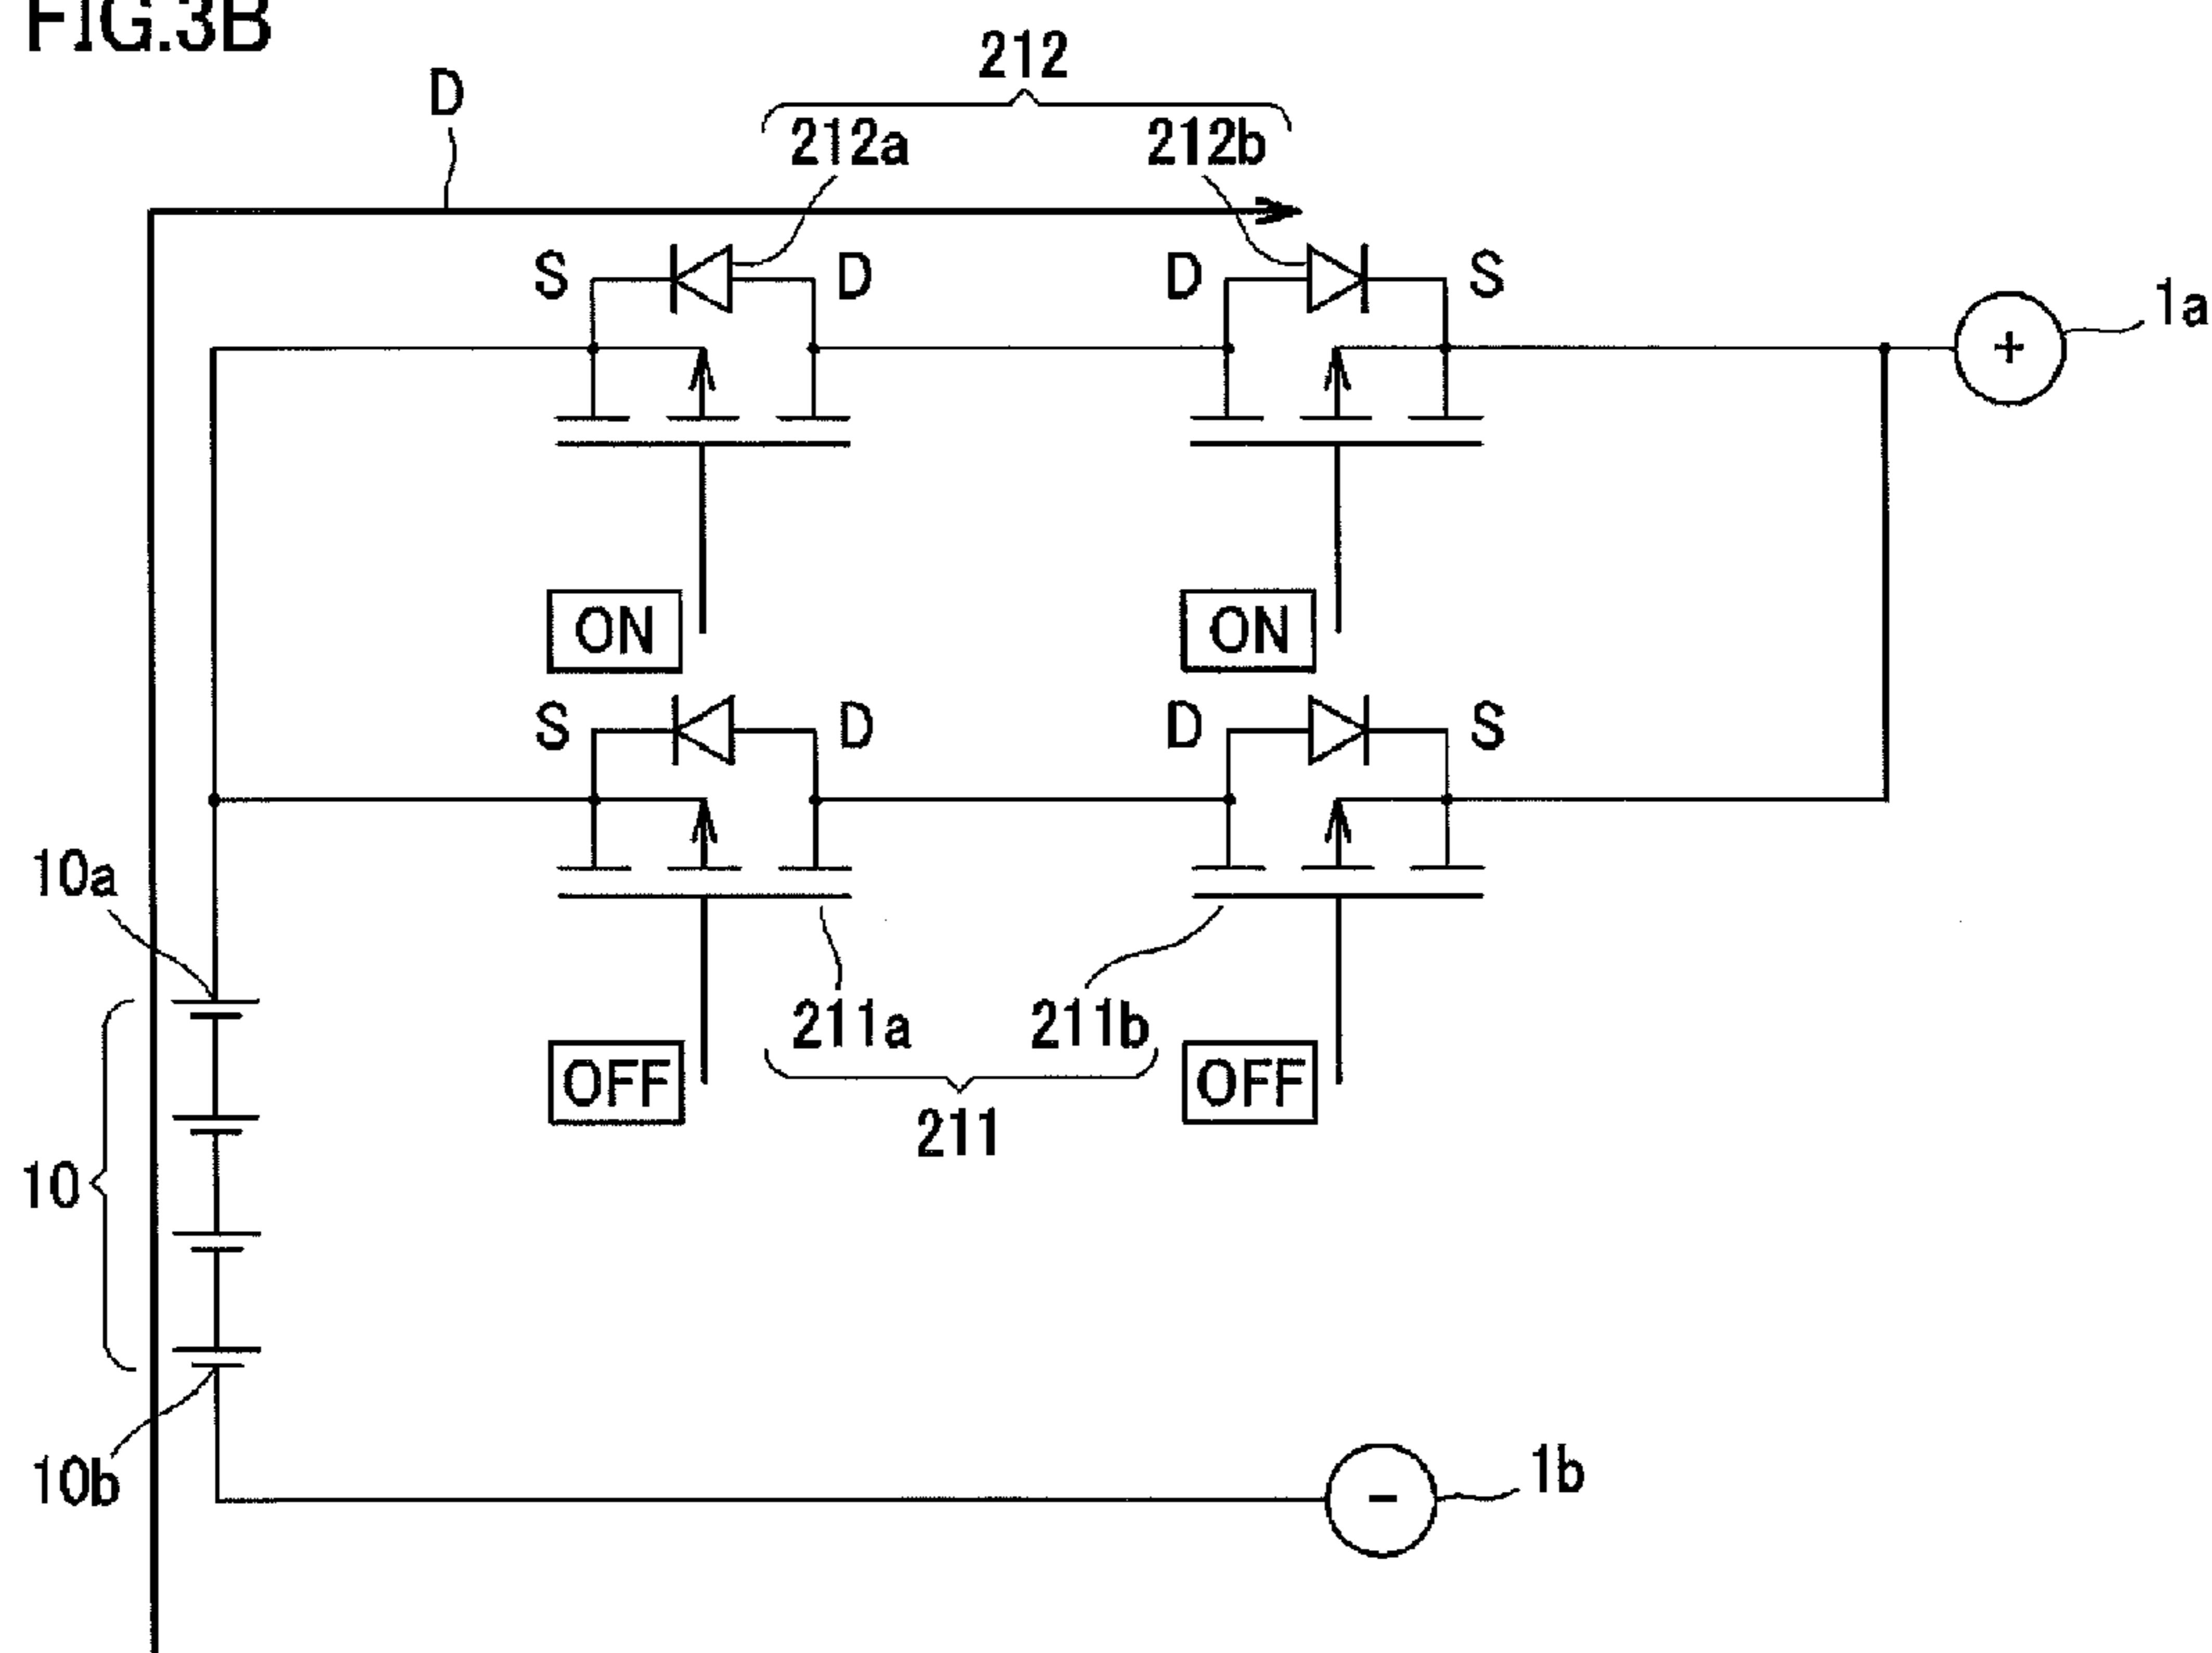 FIG.3B
D
212
212a 212b
S D D S
1a
+
ON ON
S D D S
10a
211a 211b
OFF OFF
211
10
10b
-
1b